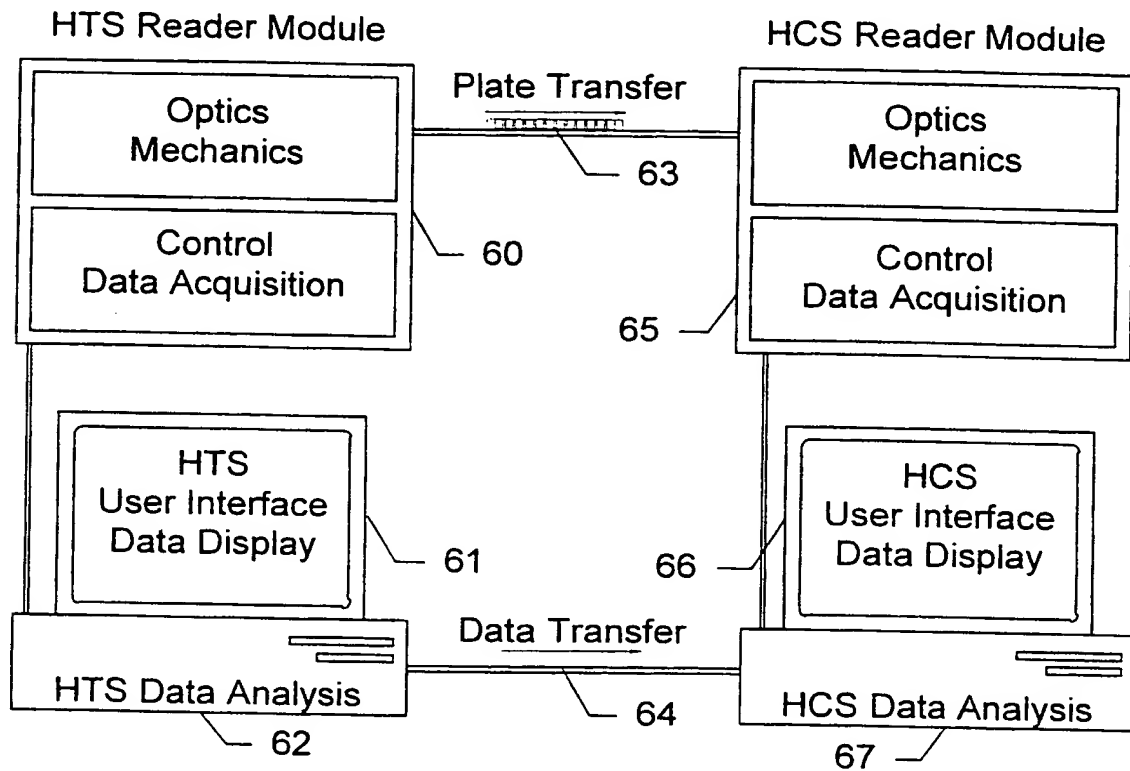 HTS Reader Module
HCS Reader Module
Optics
Mechanics
Plate Transfer
63
Optics
Mechanics
Control
Data Acquisition
60
Control
Data Acquisition
65
HTS
User Interface
Data Display
61
HCS
User Interface
Data Display
66
Data Transfer
HTS Data Analysis
64
HCS Data Analysis
62
67